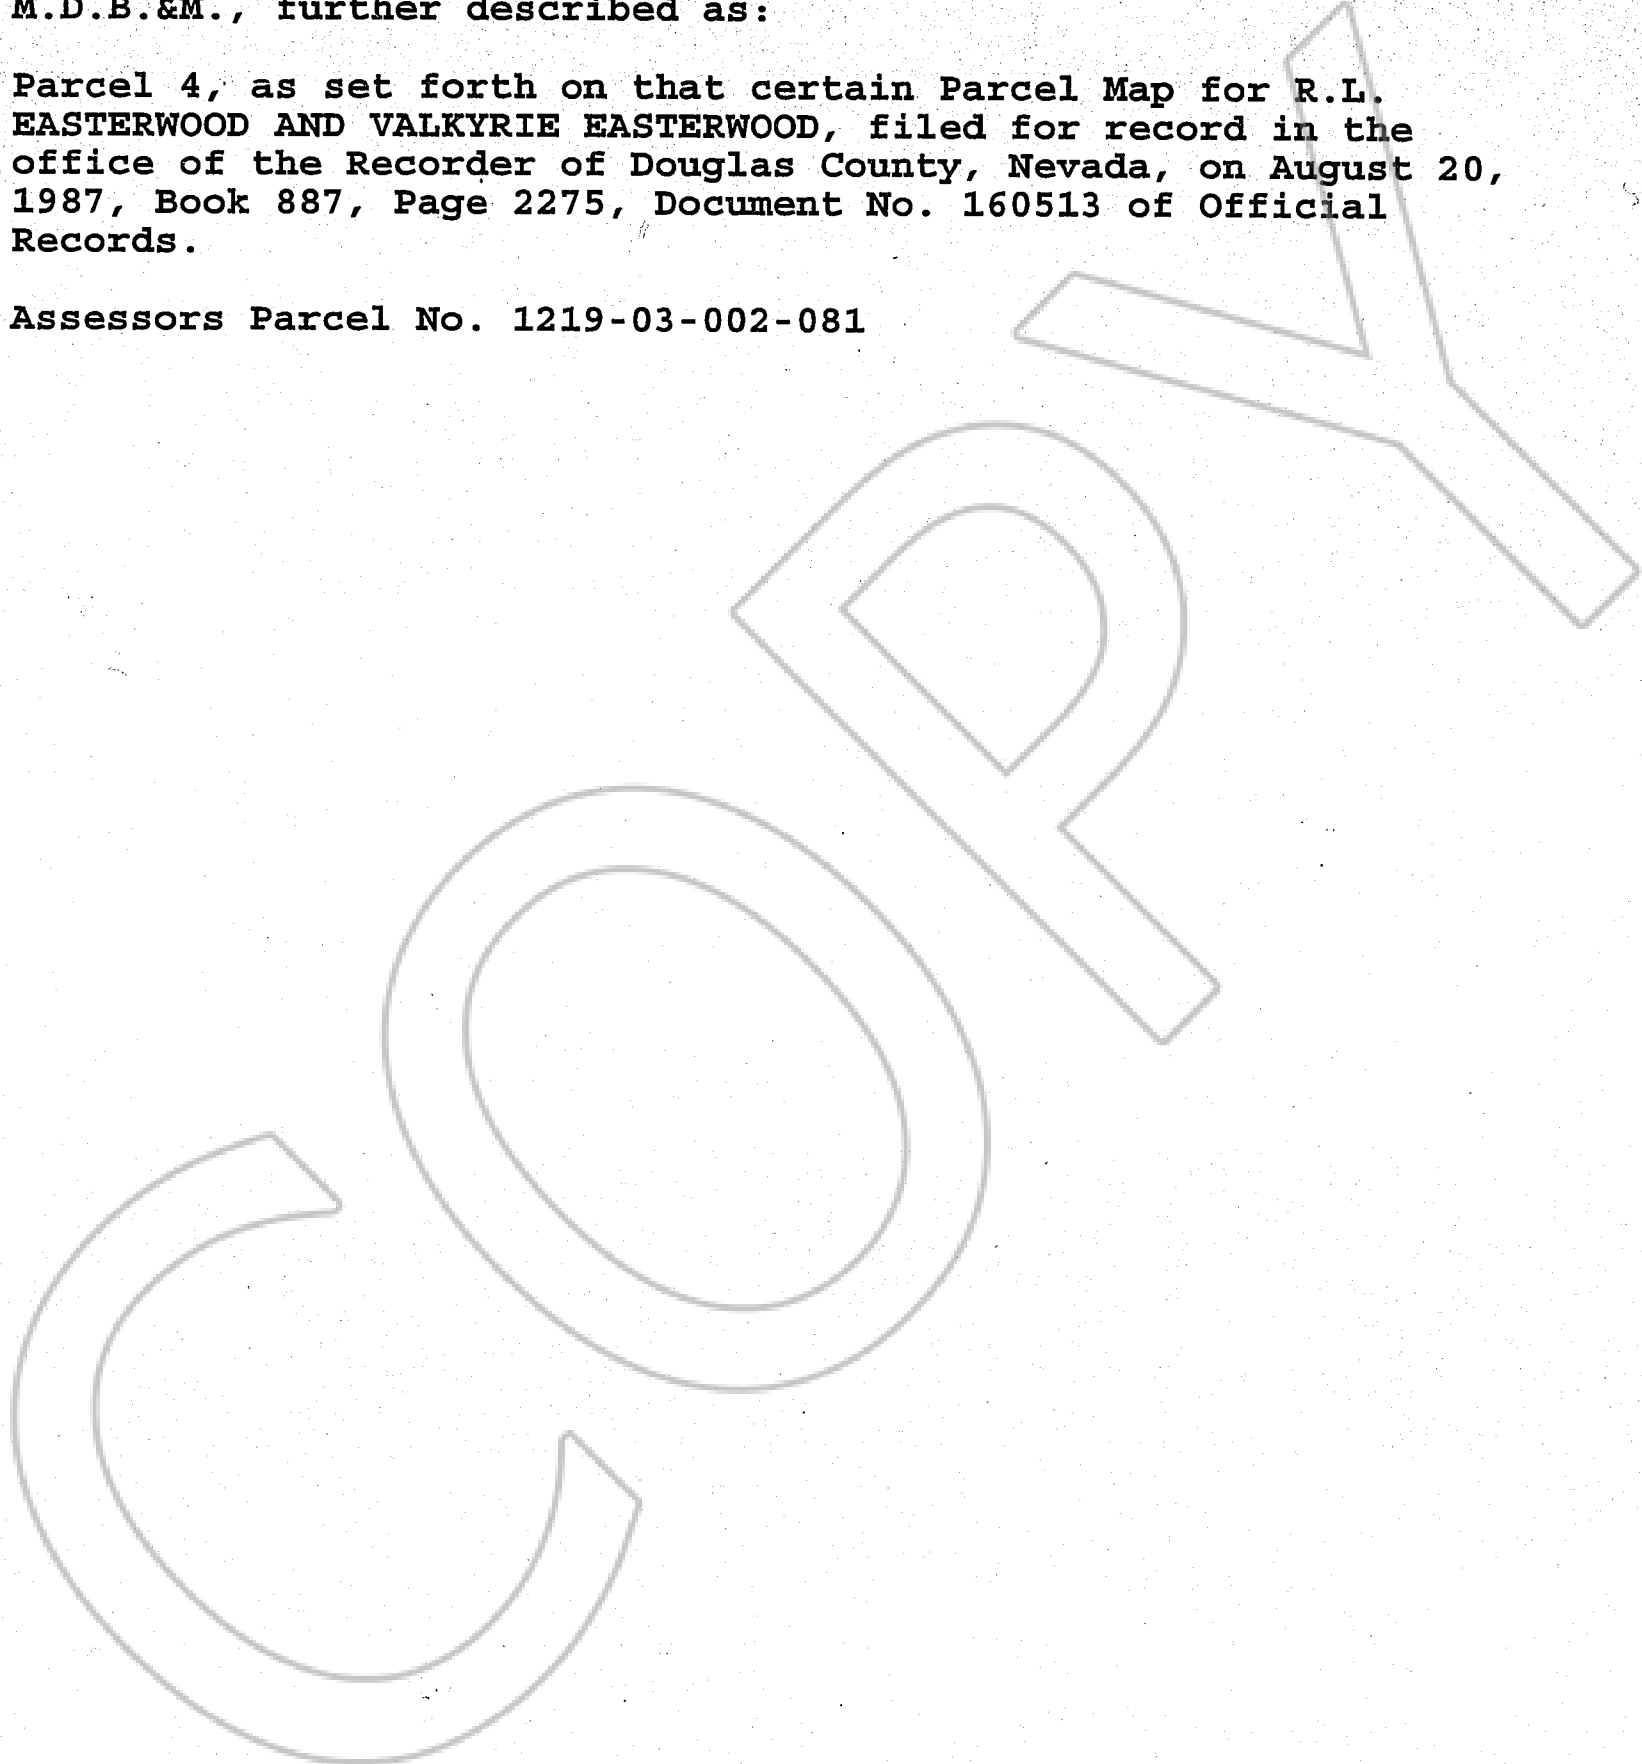 M.D.B.&M., further described as:
Parcel 4, as set forth on that certain Parcel Map for R.L.
EASTERWOOD AND VALKYRIE EASTERWOOD, filed for record in the
office of the Recorder of Douglas County, Nevada, on August 20,
1987, Book 887, Page 2275, Document No. 160513 of Official
Records.
Assessors Parcel No. 1219-03-002-081
COPY